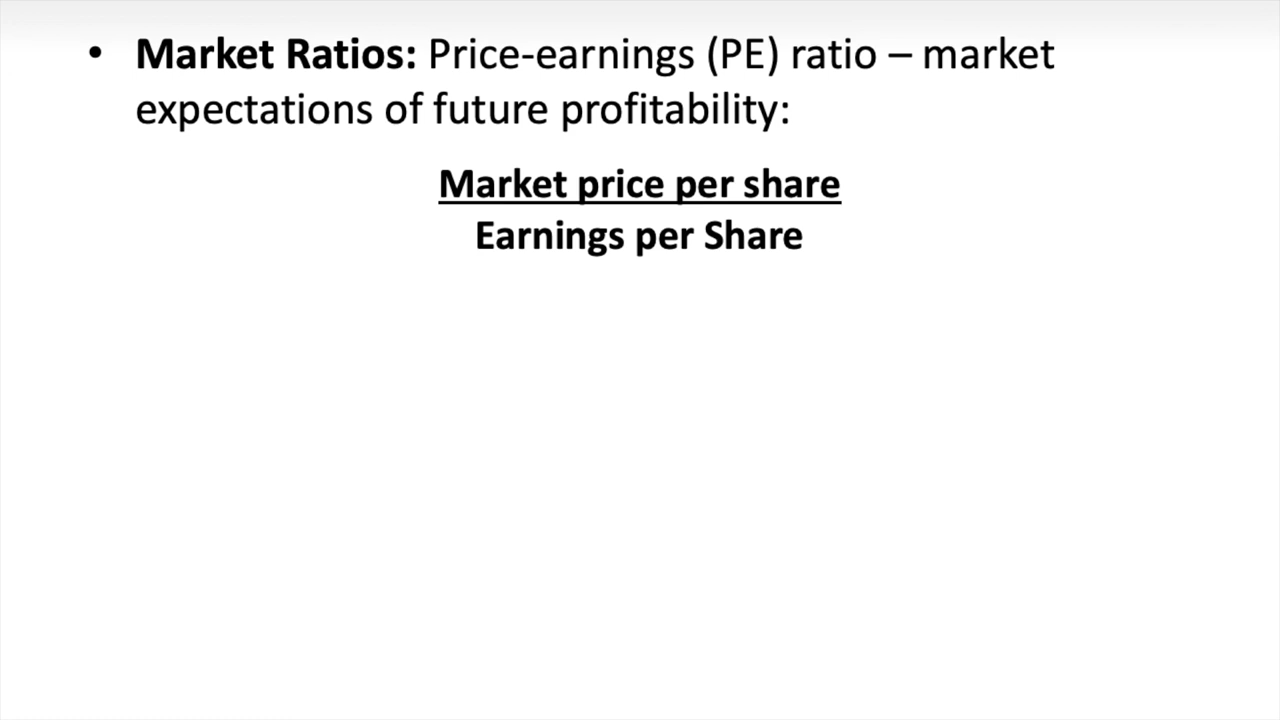 • Market Ratios: Price-earnings (PE) ratio – market
expectations of future profitability:
Market price per share
Earnings per Share